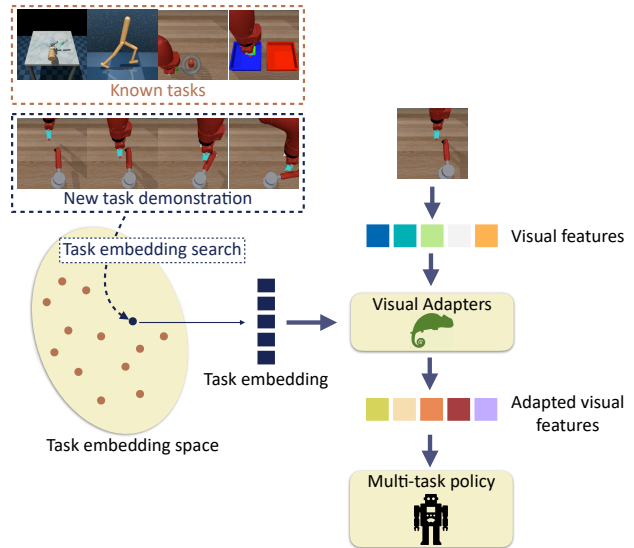 Known tasks
New task demonstration
Task embedding search
Task embedding
Task embedding space
Visual features
Visual Adapters
Adapted visual
features
Multi-task policy